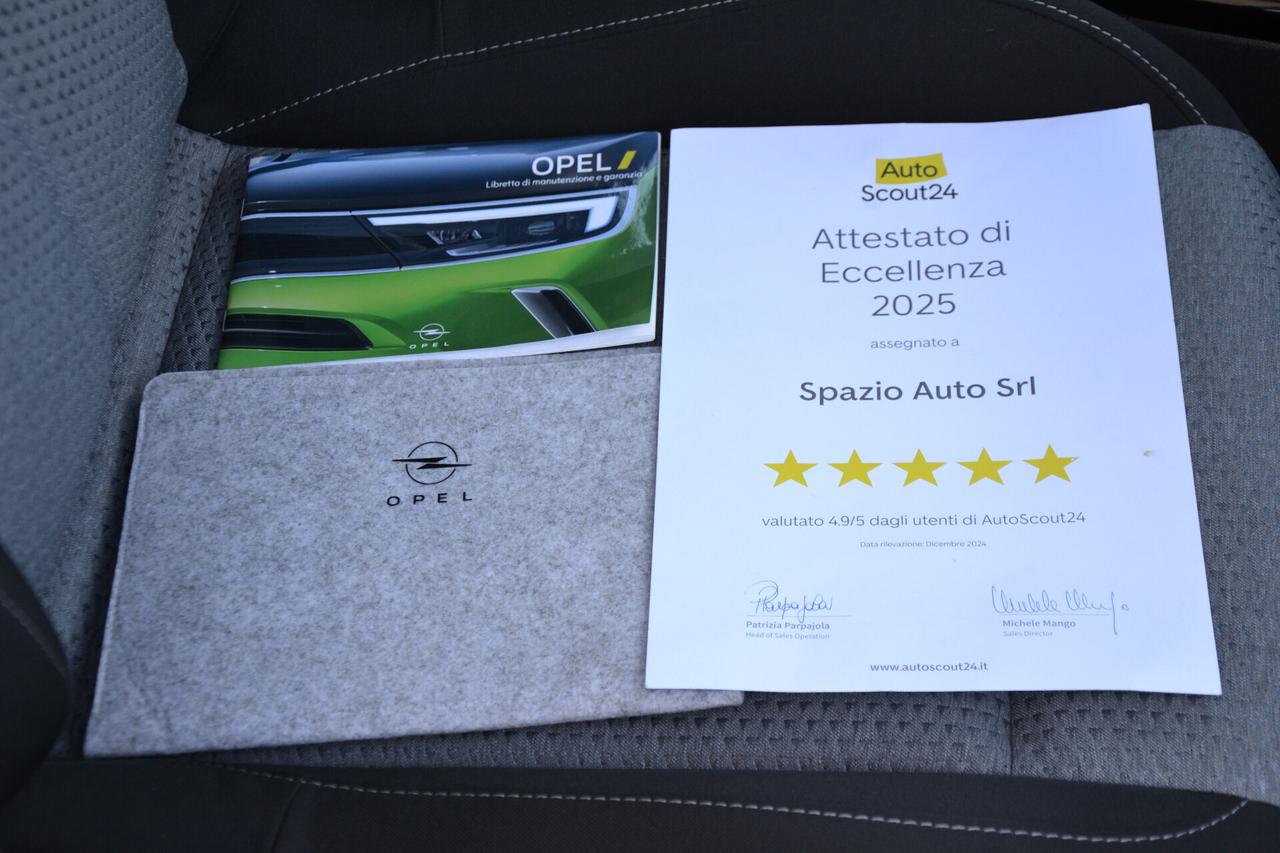 OPEL
Libretto di manutenzione e garanzia
OPEL
OPEL
Auto
Scout24
Attestato di
Eccellenza
2025
assegnato a
Spazio Auto Srl
valutato 4.9/5 dagli utenti di AutoScout24
Data rilevazione: Dicembre 2024
Patrizia Parpajola
Head of Sales Operation
Michele Mango
Sales Director
www.autoscout24.it